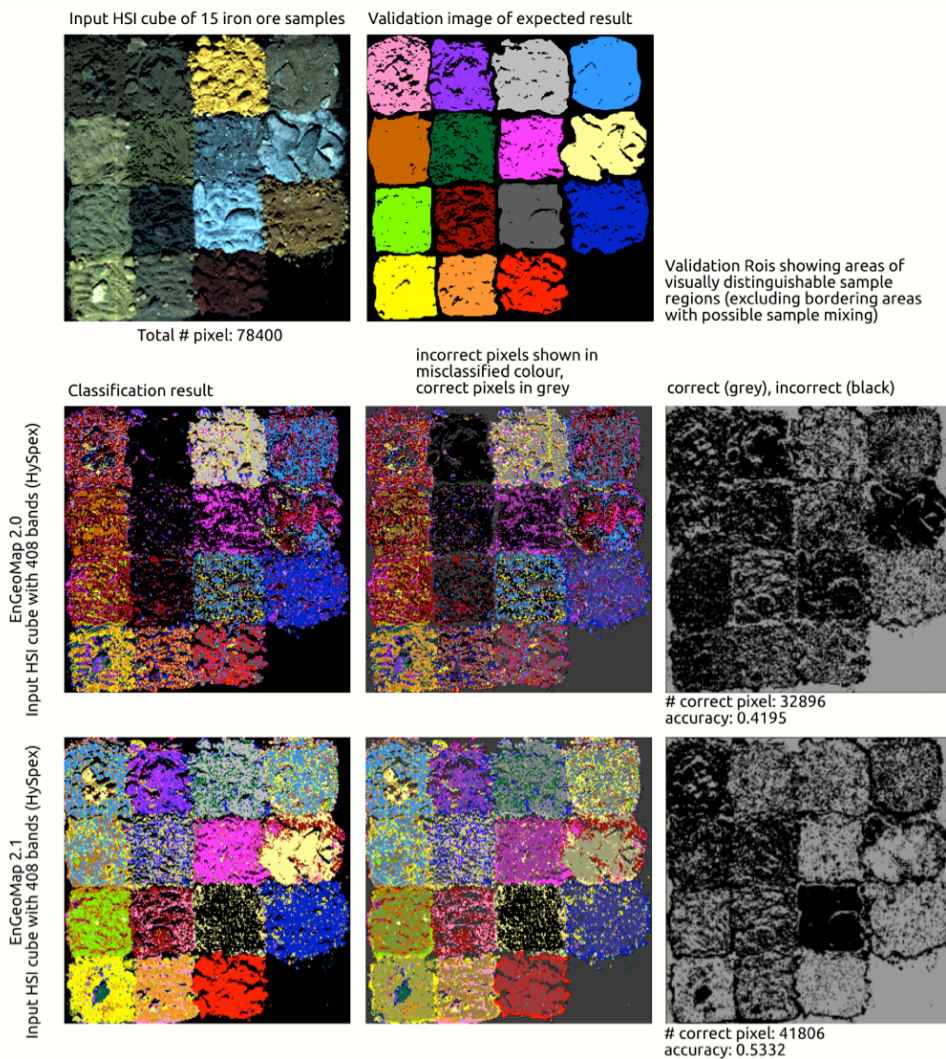 Input HSI cube of 15 iron ore samples
Validation image of expected result
Validation Rois showing areas of
visually distinguishable sample
regions (excluding bordering areas
with possible sample mixing)
Total # pixel: 78400
Classification result
incorrect pixels shown in
misclassified colour,
correct pixels in grey
correct (grey), incorrect (black)
EnGeoMap 2.0
Input HSI cube with 408 bands (HySpex)
# correct pixel: 32896
accuracy: 0.4195
EnGeoMap 2.1
Input HSI cube with 408 bands (HySpex)
# correct pixel: 41806
accuracy: 0.5332